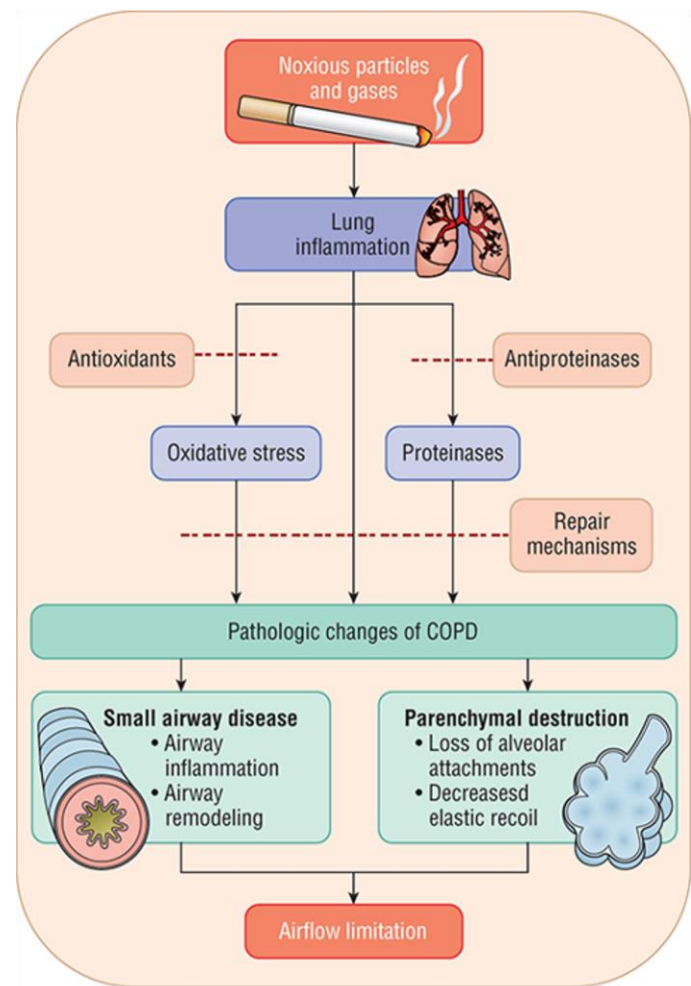 Noxious particles
and gases
Lung
inflammation
Antioxidants
Antiproteinases
Oxidative stress
Proteinases
Repair
mechanisms
Pathologic changes of COPD
Small airway disease
• Airway
inflammation
• Airway
remodeling
Parenchymal destruction
• Loss of alveolar
attachments
• Decreasesd
elastic recoil
Airflow limitation